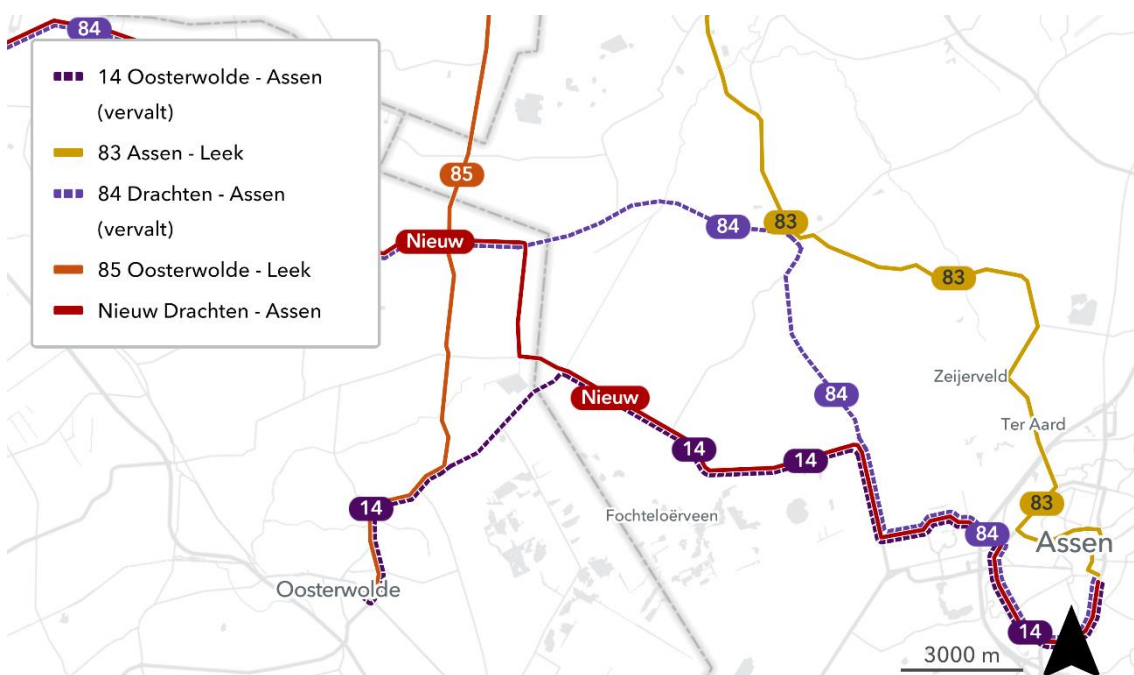 84
14 Oosterwolde - Assen
(vervalt)
83 Assen - Leek
84 Drachten - Assen
(vervalt)
85 Oosterwolde - Leek
Nieuw Drachten - Assen
85
84
83
Nieuw
83
Zeijerveld
Nieuw
84
Ter Aard
14
14
83
14
Fochteloërveen
84
Assen
Oosterwolde
14
3000 m